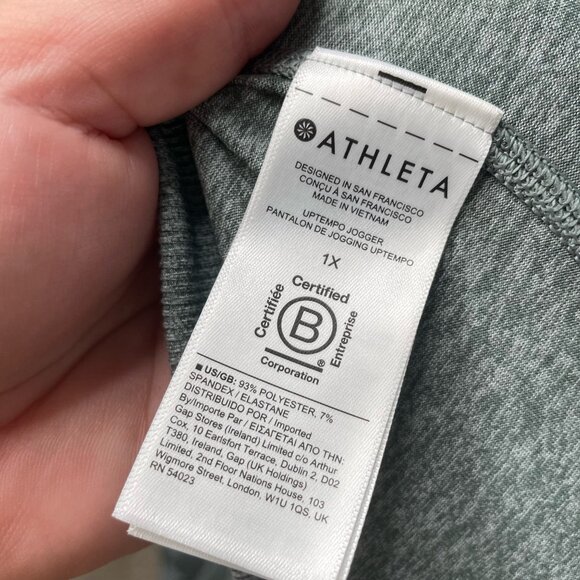 ATHLETA
DESIGNED IN SAN FRANCISCO
CONÇU À SAN FRANCISCO
MADE IN VIETNAM
UPTEMPO JOGGER
PANTALON DE JOGGING UPTEMPO
1X
Certified
Certifiée
B
Entreprise
®
Corporation
US/GB: 93% POLYESTER, 7%
SPANDEX / ELASTANE
DISTRIBUIDO POR / Imported
By/Importe Par / ΕΙΣΑΓΕΤΑΙ ΑΠΟ ΤΗΝ:
Gap Stores (Ireland) Limited c/o Arthur
Cox, 10 Earlsfort Terrace, Dublin 2, D02
T380, Ireland, Gap (UK Holdings)
Limited, 2nd Floor Nations House, 103
Wigmore Street, London, W1U 1QS, UK
RN 54023